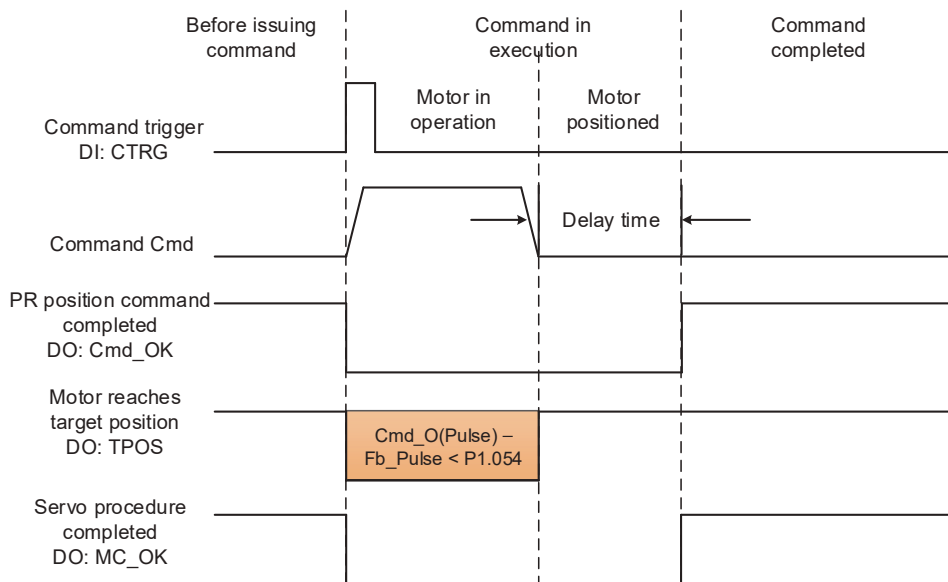 Before issuing
command
Command in
execution
Command
completed
Motor in
operation
Motor
positioned
Command trigger
DI: CTRG
Delay time
Command Cmd
PR position command
completed
DO: Cmd_OK
Motor reaches
target position
DO: TPOS
Cmd_O(Pulse) –
Fb_Pulse < P1.054
Servo procedure
completed
DO: MC_OK